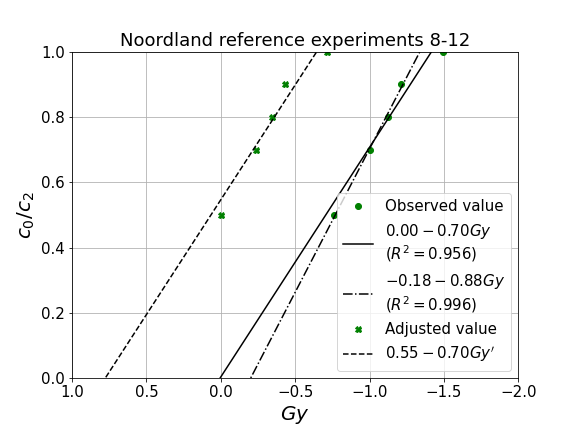 Noordland reference experiments 8-12
1.0
0.8
0.6
0.4
0.2
0.0
c₀/c₂
Observed value
0.00 − 0.70Gy
(R² = 0.956)
−0.18 − 0.88Gy
(R² = 0.996)
Adjusted value
0.55 − 0.70Gy′
1.0 0.5 0.0 −0.5 −1.0 −1.5 −2.0
Gy